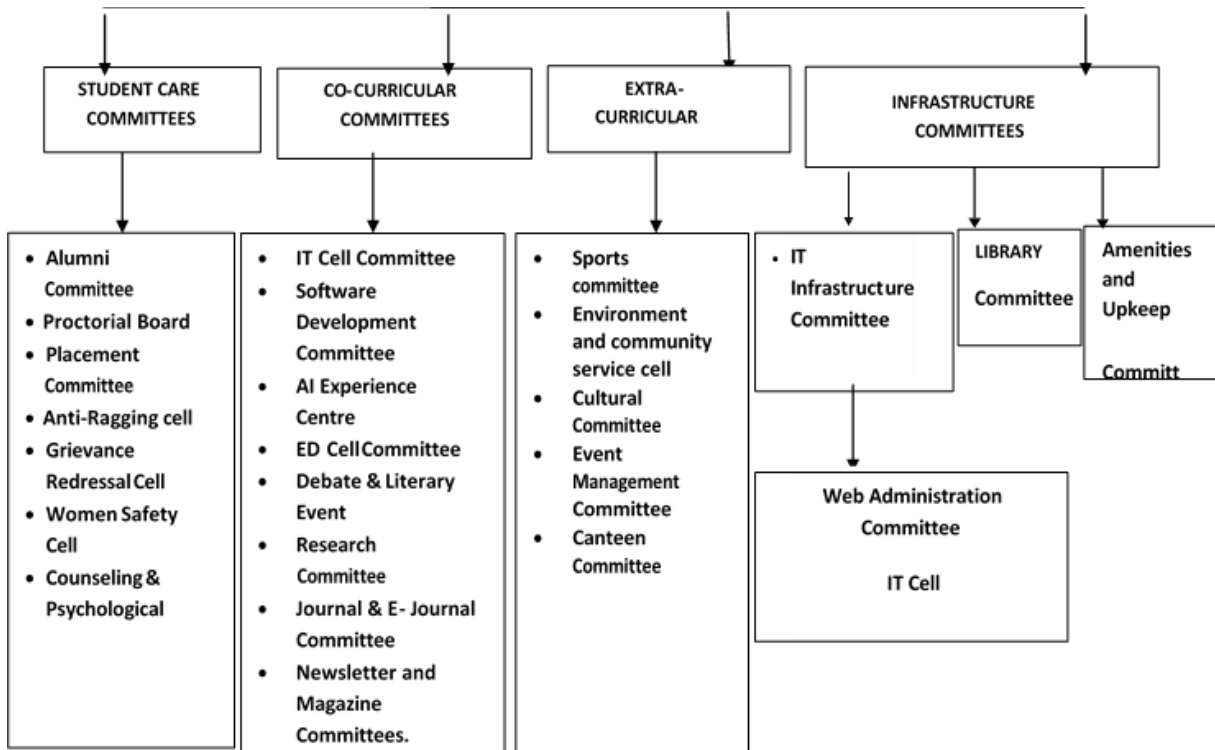 STUDENT CARE
COMMITTEES
CO-CURRICULAR
COMMITTEES
EXTRA-
CURRICULAR
INFRASTRUCTURE
COMMITTEES
• Alumni
Committee
• Proctorial Board
• Placement
Committee
• Anti-Ragging cell
• Grievance
Redressal Cell
• Women Safety
Cell
• Counseling &
Psychological
• IT Cell Committee
• Software
Development
Committee
• AI Experience
Centre
• ED Cell Committee
• Debate & Literary
Event
• Research
Committee
• Journal & E- Journal
Committee
• Newsletter and
Magazine
Committees.
• Sports
committee
• Environment
and community
service cell
• Cultural
Committee
• Event
Management
Committee
• Canteen
Committee
• IT
Infrastructure
Committee
LIBRARY
Committee
Amenities
and
Upkeep
Committ
Web Administration
Committee
IT Cell